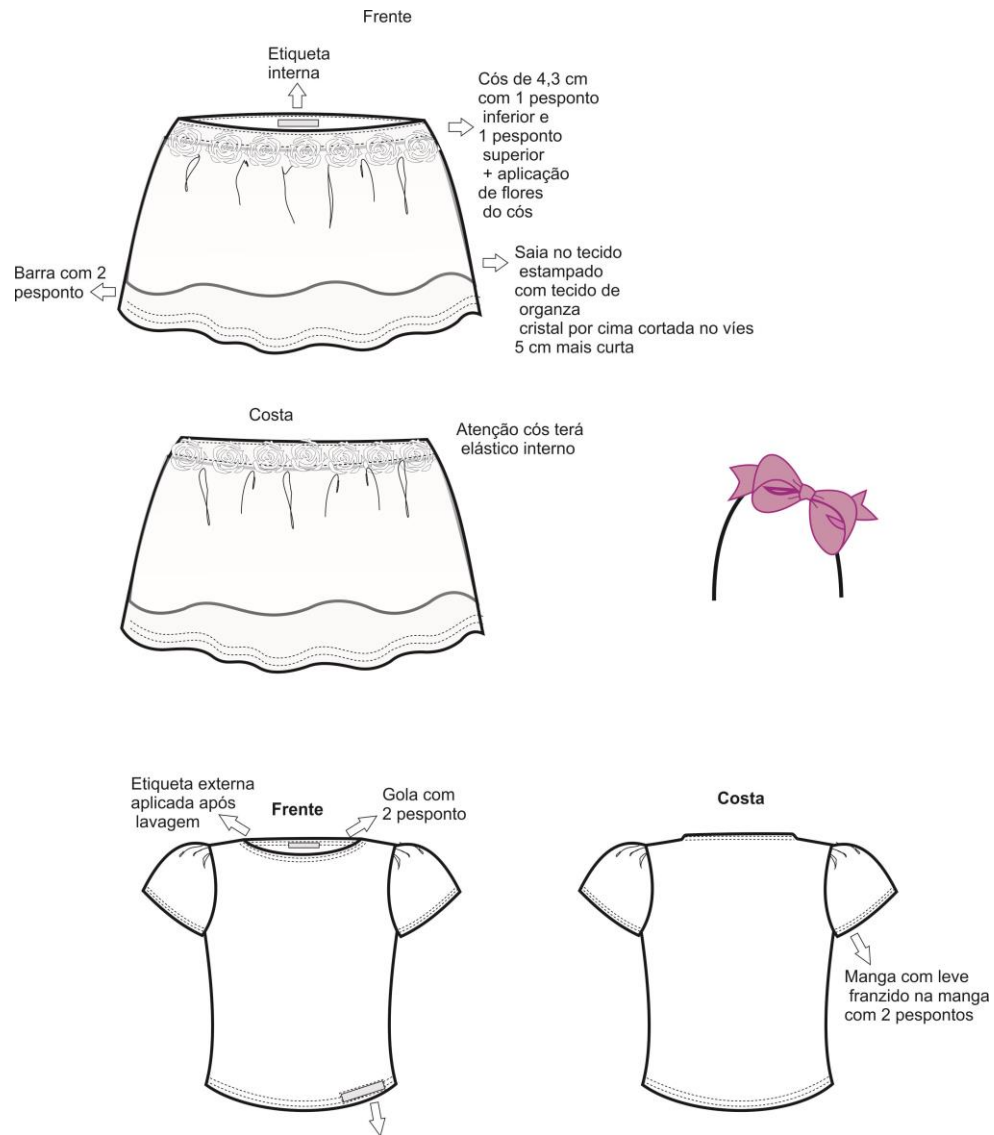 Frente
Etiqueta
interna
Cós de 4,3 cm
com 1 pesponto
inferior e
1 pesponto
superior
+ aplicação
de flores
do cós
Barra com 2
pesponto
Saia no tecido
estampado
com tecido de
organza
cristal por cima cortada no víes
5 cm mais curta
Costa
Atenção cós terá
elástico interno
Etiqueta externa
aplicada após
lavagem
Frente
Gola com
2 pesponto
Costa
Manga com leve
franzido na manga
com 2 pespontos